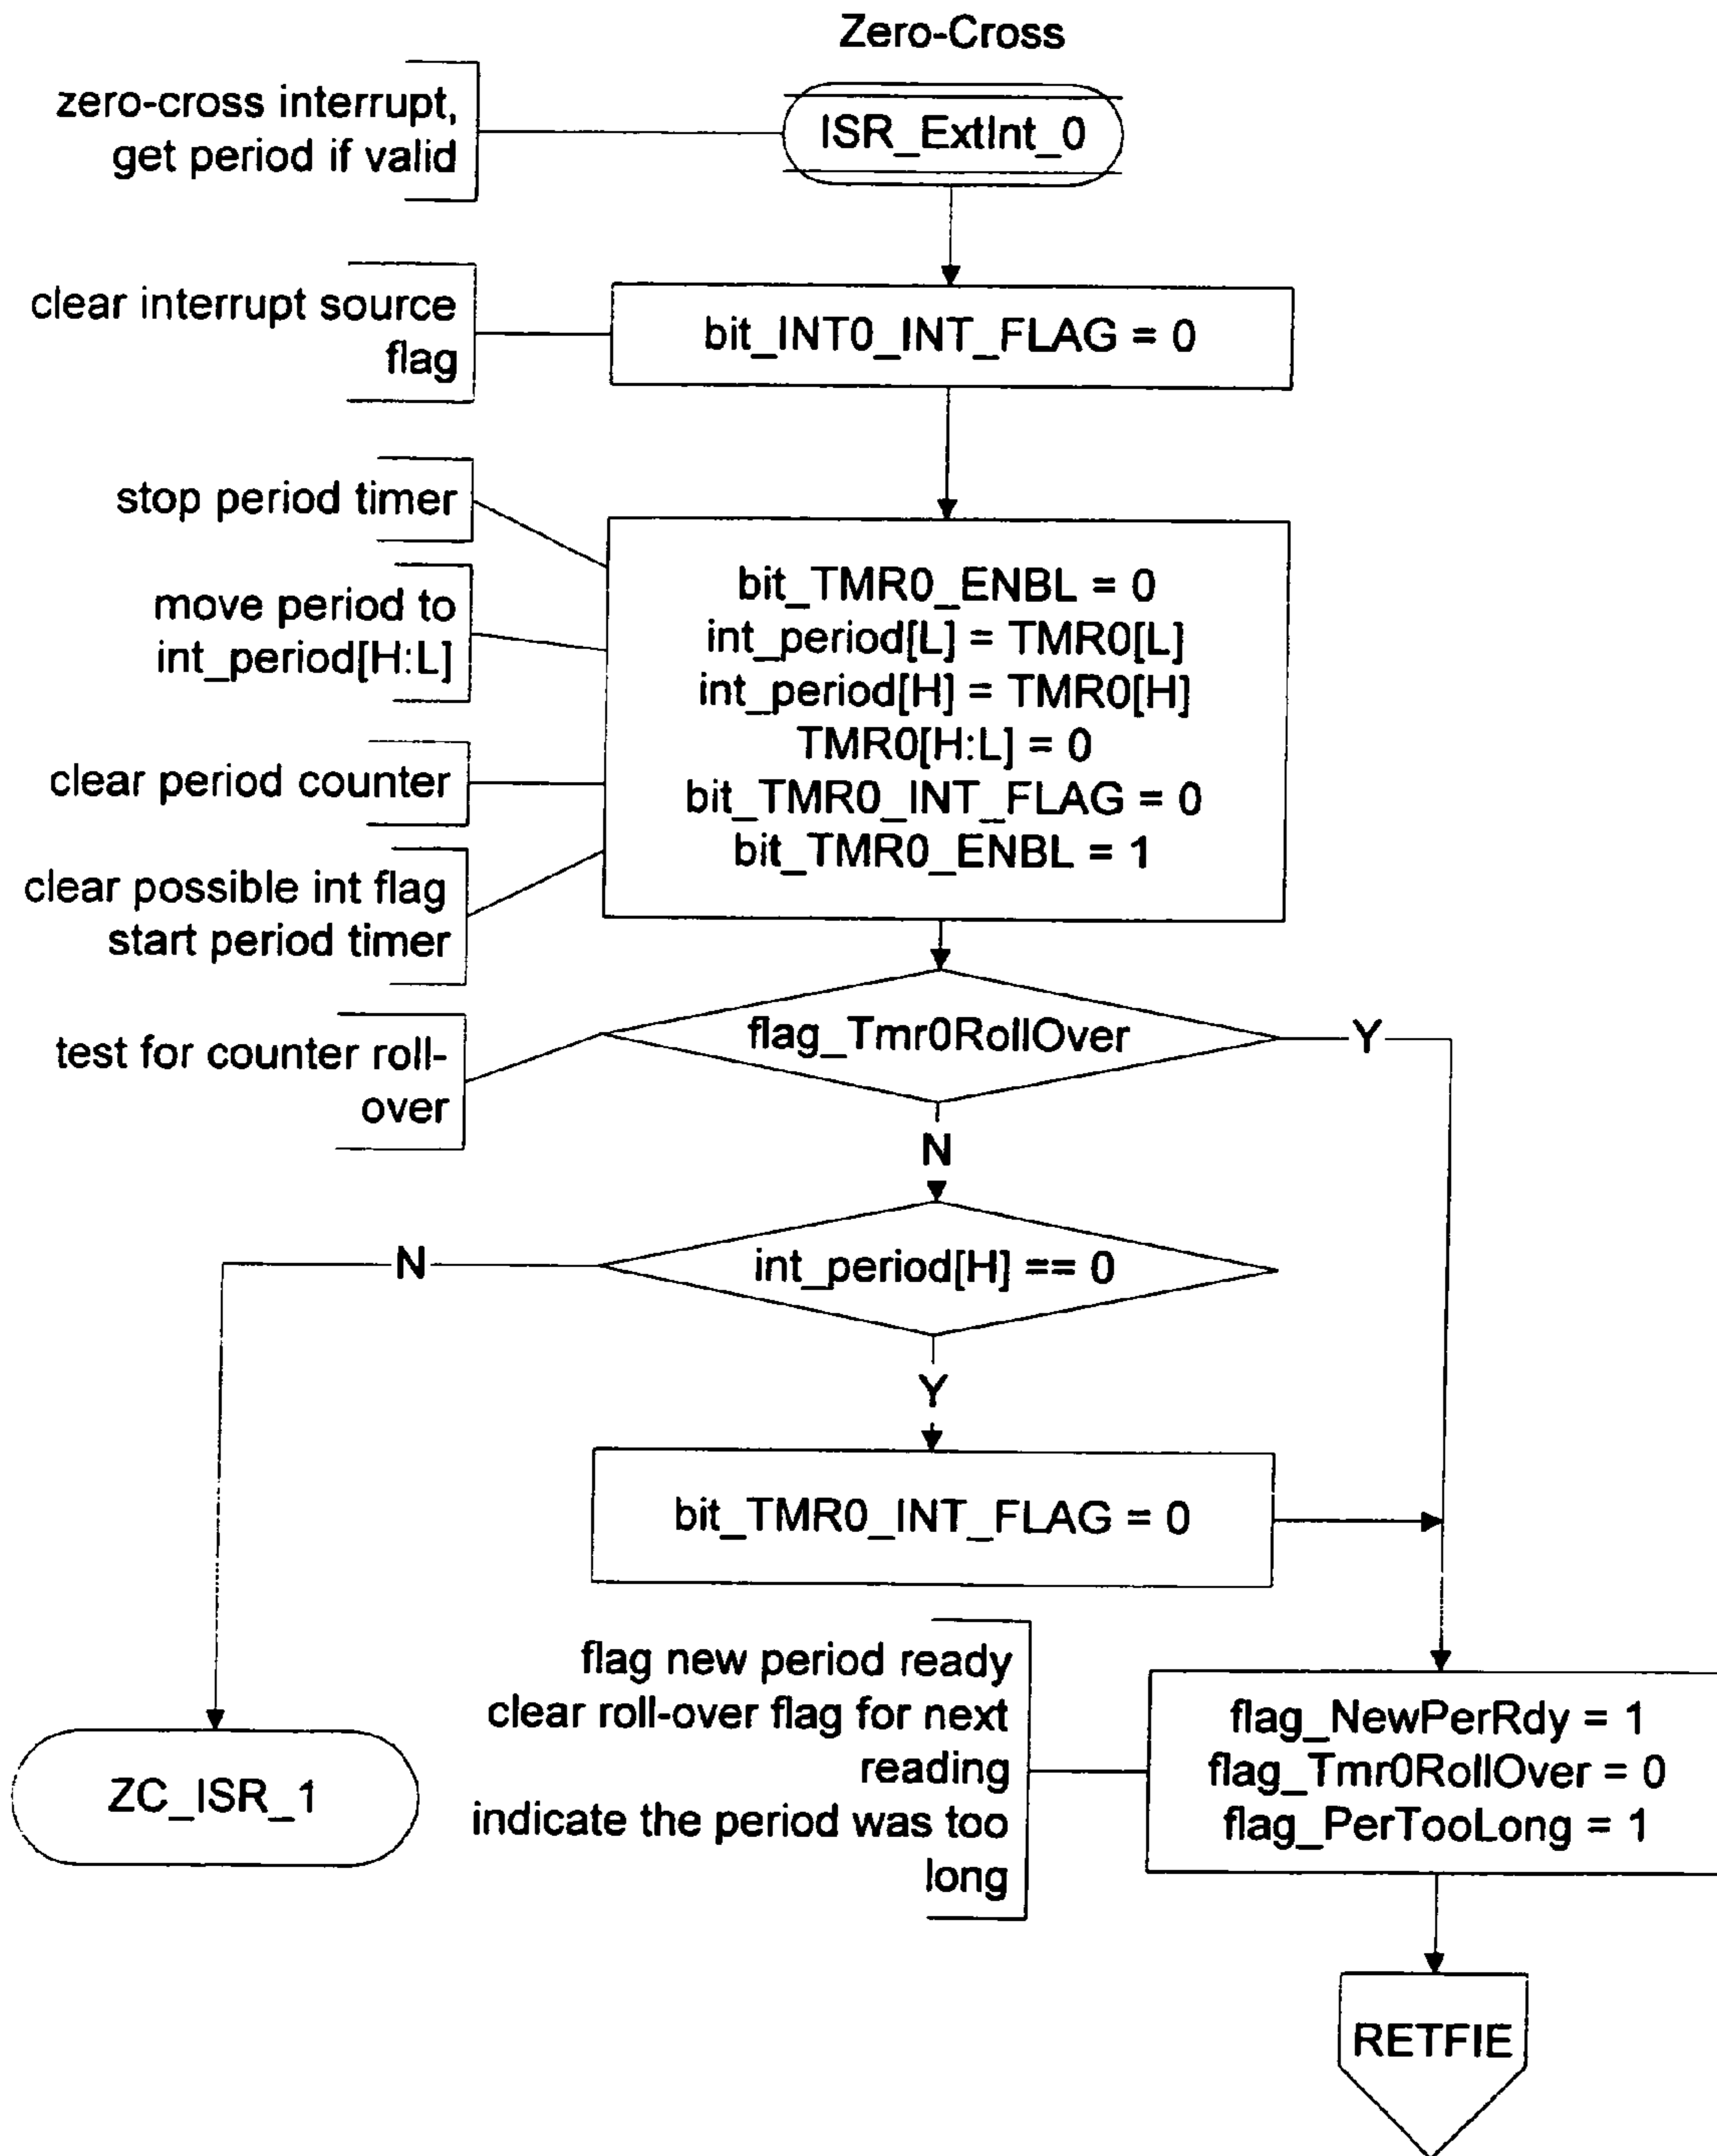 Zero-Cross
zero-cross interrupt,
get period if valid
ISR_ExtInt_0
clear interrupt source
flag
bit_INT0_INT_FLAG = 0
stop period timer
move period to
int_period[H:L]
clear period counter
clear possible int flag
start period timer
bit_TMR0_ENBL = 0
int_period[L] = TMR0[L]
int_period[H] = TMR0[H]
TMR0[H:L] = 0
bit_TMR0_INT_FLAG = 0
bit_TMR0_ENBL = 1
test for counter roll-
over
flag_Tmr0RollOver
Y
N
int_period[H] == 0
N
Y
bit_TMR0_INT_FLAG = 0
flag new period ready
clear roll-over flag for next
reading
indicate the period was too
long
flag_NewPerRdy = 1
flag_Tmr0RollOver = 0
flag_PerTooLong = 1
ZC_ISR_1
RETFIE